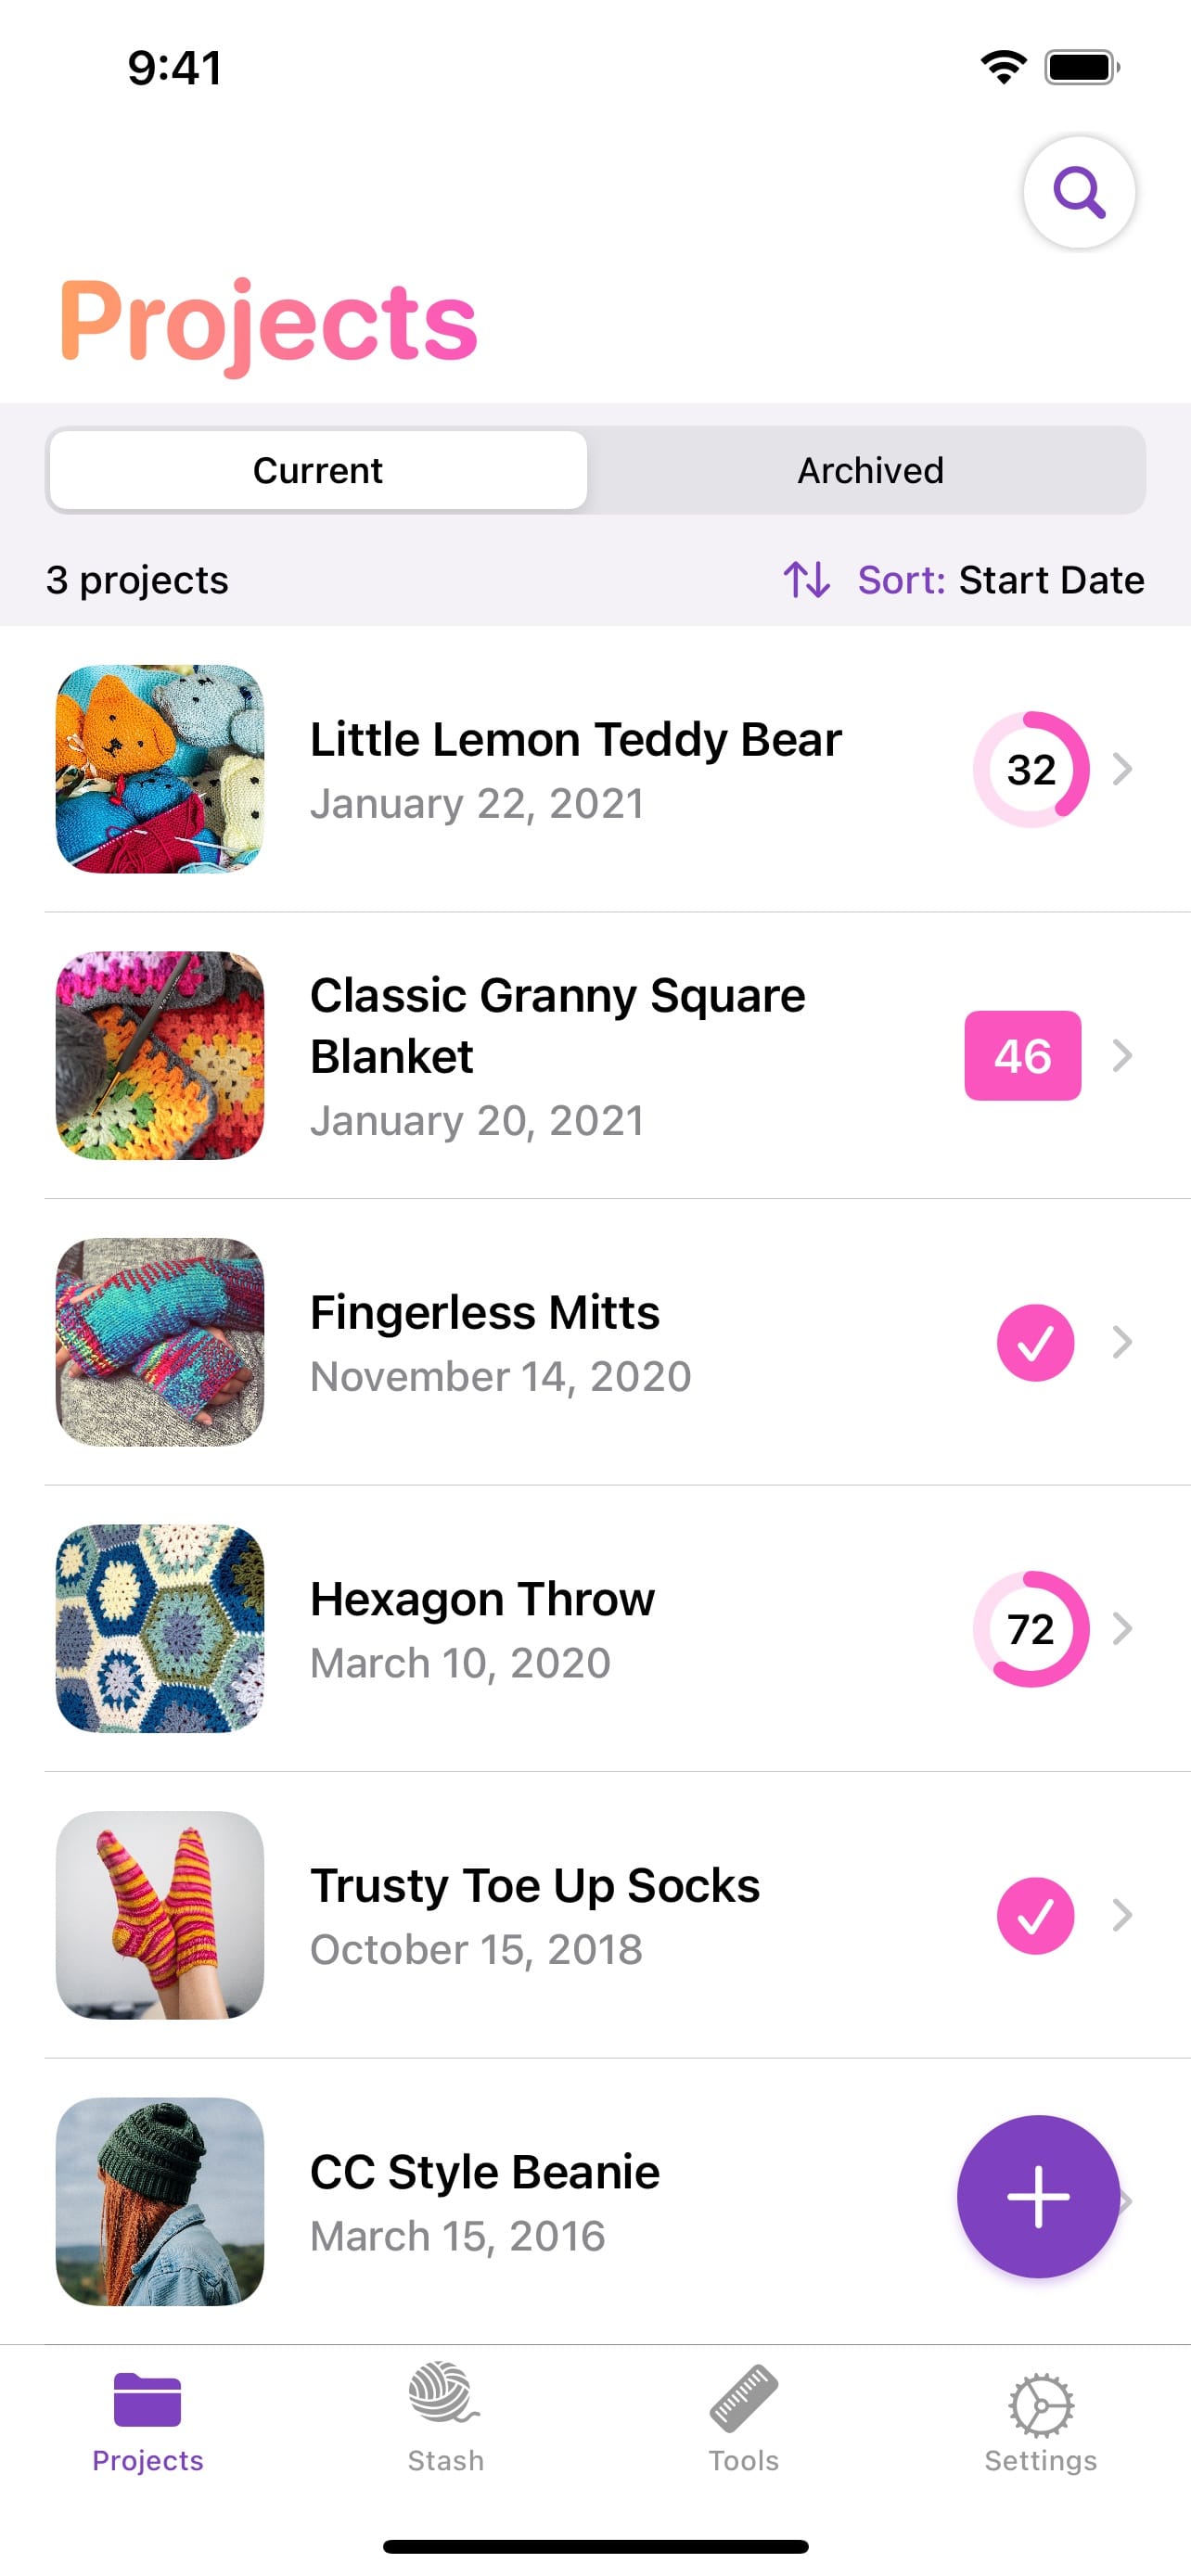 9:41
Projects
Current
Archived
3 projects
Sort: Start Date
Little Lemon Teddy Bear
January 22, 2021
32
Classic Granny Square
Blanket
January 20, 2021
46
Fingerless Mitts
November 14, 2020
Hexagon Throw
March 10, 2020
72
Trusty Toe Up Socks
October 15, 2018
CC Style Beanie
March 15, 2016
Projects
Stash
Tools
Settings